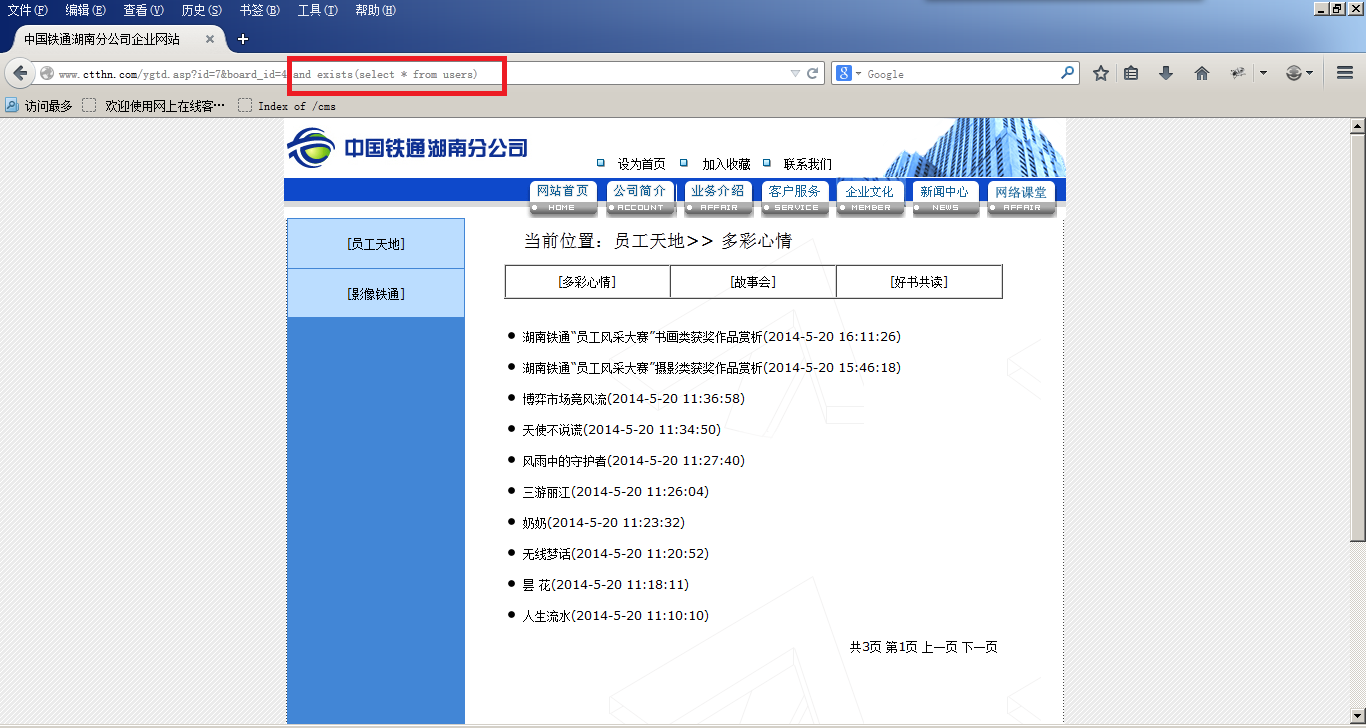 文件(F) 编辑(E) 查看(V) 历史(S) 书签(B) 工具(T) 帮助(H)
中国铁通湖南分公司企业网站 × +
www.ctthn.com/ygtd.asp?id=7&board_id=4 and exists(select * from users)
8 Google
访问最多 欢迎使用网上在线客… Index of /cms
中国铁通湖南分公司
设为首页 加入收藏 联系我们
网站首页 公司简介 业务介绍 客户服务 企业文化 新闻中心 网络课堂
HOME ACCOUNT AFFAIR SERVICE MEMBER NEWS AFFAIR
[员工天地]
[影像铁通]
当前位置：员工天地>> 多彩心情
[多彩心情] [故事会] [好书共读]
湖南铁通“员工风采大赛”书画类获奖作品赏析(2014-5-20 16:11:26)
湖南铁通“员工风采大赛”摄影类获奖作品赏析(2014-5-20 15:46:18)
博弈市场竟风流(2014-5-20 11:36:58)
天使不说谎(2014-5-20 11:34:50)
风雨中的守护者(2014-5-20 11:27:40)
三游丽江(2014-5-20 11:26:04)
奶奶(2014-5-20 11:23:32)
无线梦话(2014-5-20 11:20:52)
昙 花(2014-5-20 11:18:11)
人生流水(2014-5-20 11:10:10)
共3页 第1页 上一页 下一页